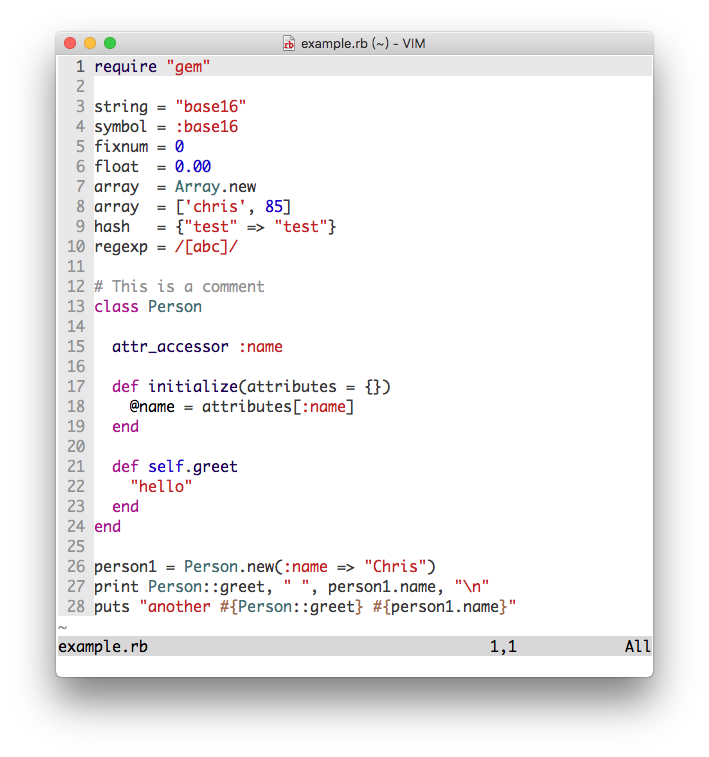 example.rb (~) - VIM
1 require "gem"
2
3 string = "base16"
4 symbol = :base16
5 fixnum = 0
6 float  = 0.00
7 array  = Array.new
8 array  = ['chris', 85]
9 hash   = {"test" => "test"}
10 regexp = /[abc]/
11
12 # This is a comment
13 class Person
14
15   attr_accessor :name
16
17   def initialize(attributes = {})
18     @name = attributes[:name]
19   end
20
21   def self.greet
22     "hello"
23   end
24 end
25
26 person1 = Person.new(:name => "Chris")
27 print Person::greet, " ", person1.name, "\n"
28 puts "another #{Person::greet} #{person1.name}"
~
example.rb 1,1 All